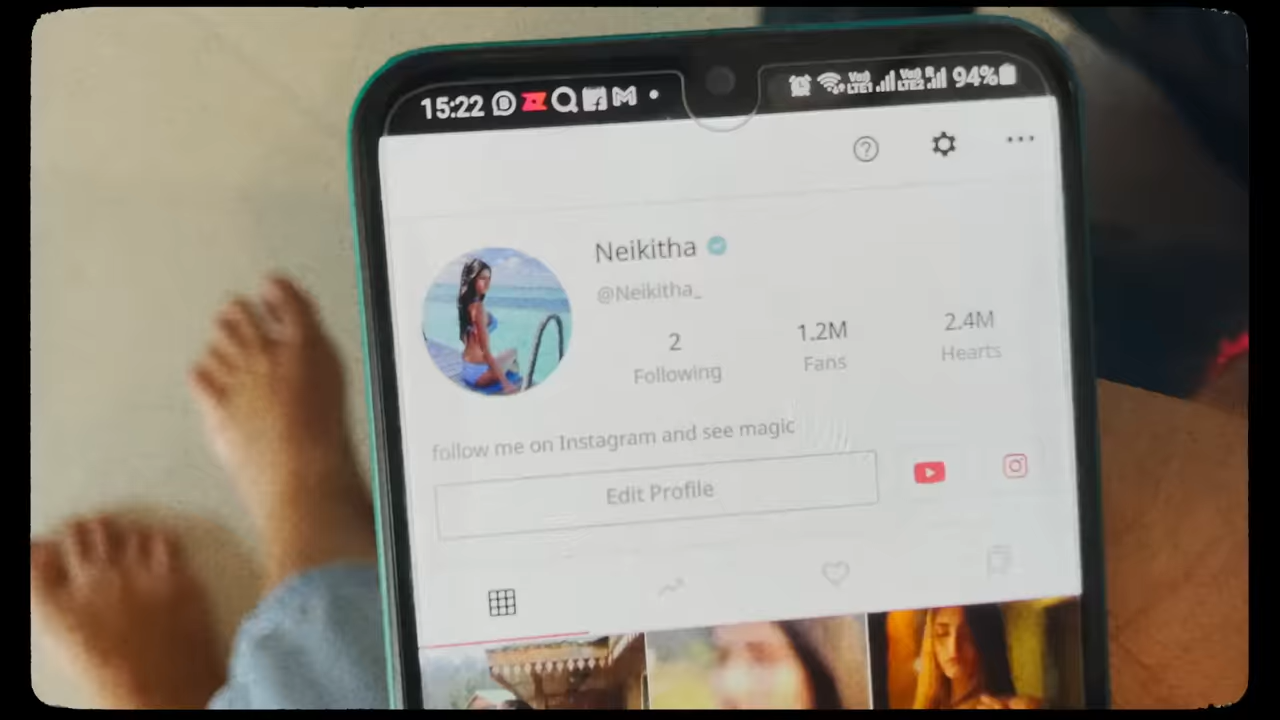 15:22 94%
Neikitha
@Neikitha_
2 1.2M 2.4M
Following Fans Hearts
follow me on Instagram and see magic
Edit Profile